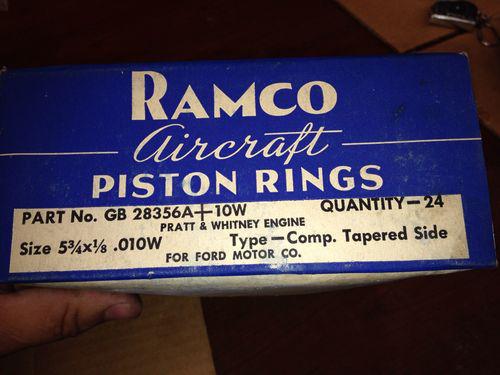 RAMCO
Aircraft
PISTON RINGS
PART No. GB 28356A+10W QUANTITY-24
PRATT & WHITNEY ENGINE
Size 5¾x⅛ .010W Type-Comp. Tapered Side
FOR FORD MOTOR CO.